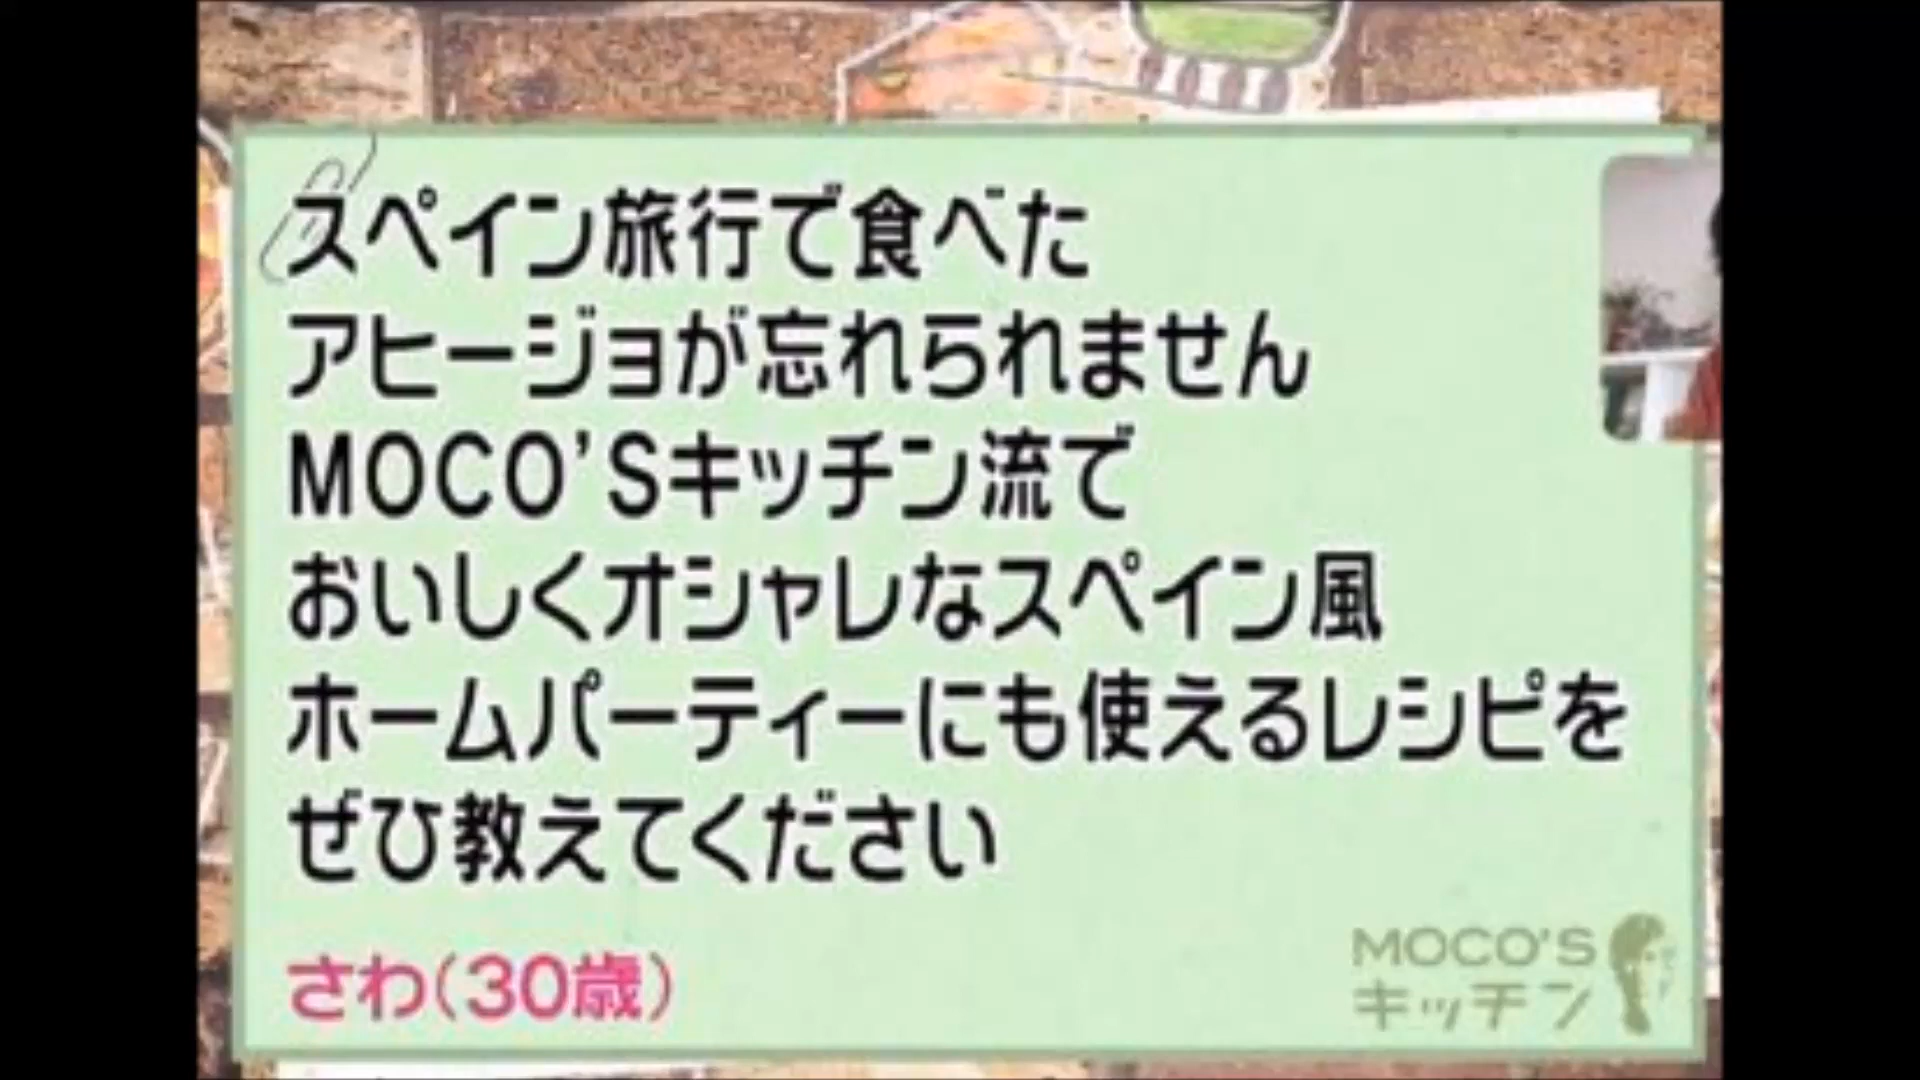 スペイン旅行で食べた
アヒージョが忘れられません
MOCO'Sキッチン流で
おいしくオシャレなスペイン風
ホームパーティーにも使えるレシピを
ぜひ教えてください
さわ(30歳)
MOCO'S
キッチン